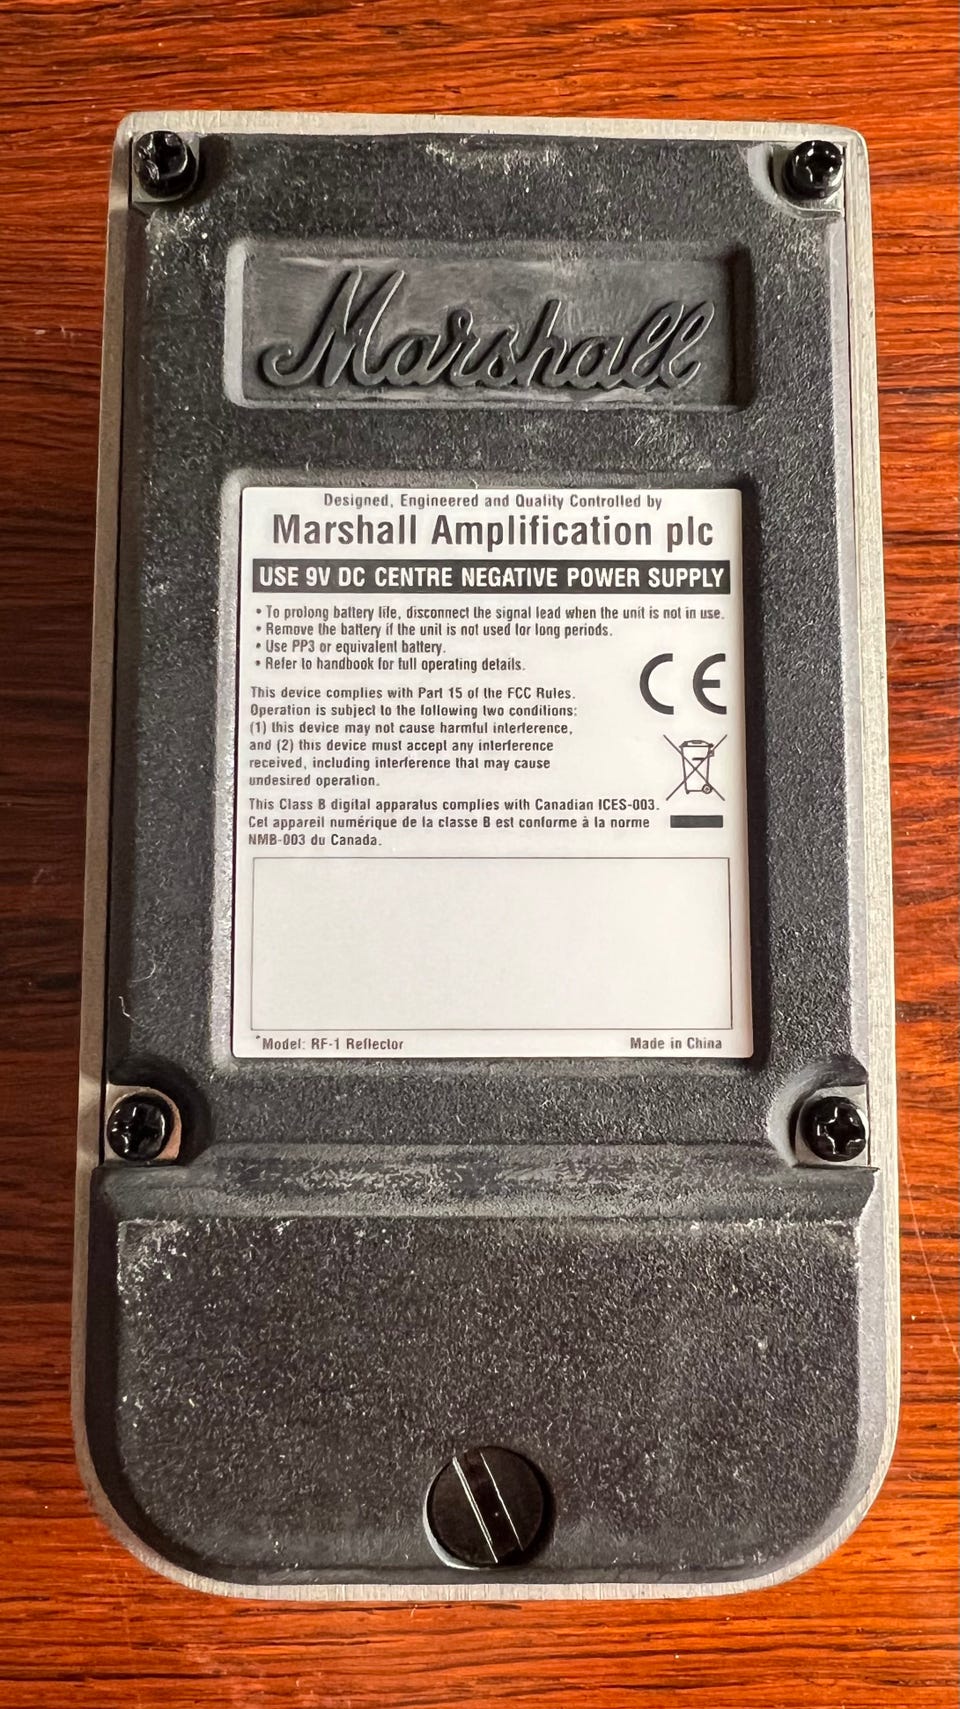 Marshall
Designed, Engineered and Quality Controlled by
Marshall Amplification plc
USE 9V DC CENTRE NEGATIVE POWER SUPPLY
• To prolong battery life, disconnect the signal lead when the unit is not in use.
• Remove the battery if the unit is not used for long periods.
• Use PP3 or equivalent battery.
• Refer to handbook for full operating details.
CE
This device complies with Part 15 of the FCC Rules.
Operation is subject to the following two conditions:
(1) this device may not cause harmful interference,
and (2) this device must accept any interference
received, including interference that may cause
undesired operation.
This Class B digital apparatus complies with Canadian ICES-003.
Cet appareil numérique de la classe B est conforme à la norme
NMB-003 du Canada.
*Model: RF-1 Reflector
Made in China